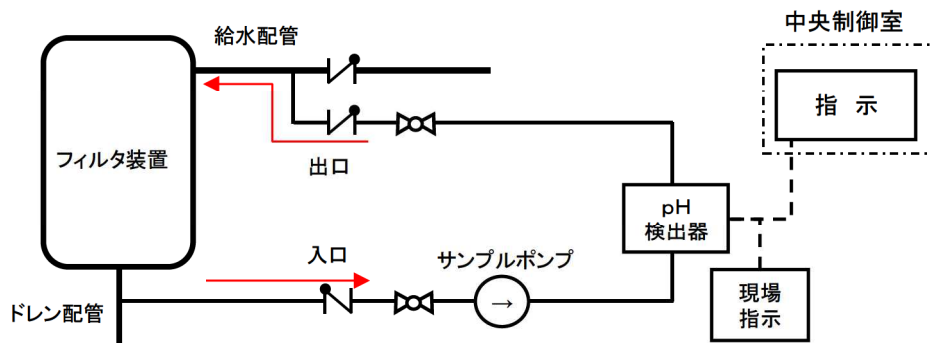 中央制御室
給水配管
指 示
フィルタ装置
出口
pH
検出器
入口
サンプルポンプ
→
ドレン配管
現場
指示